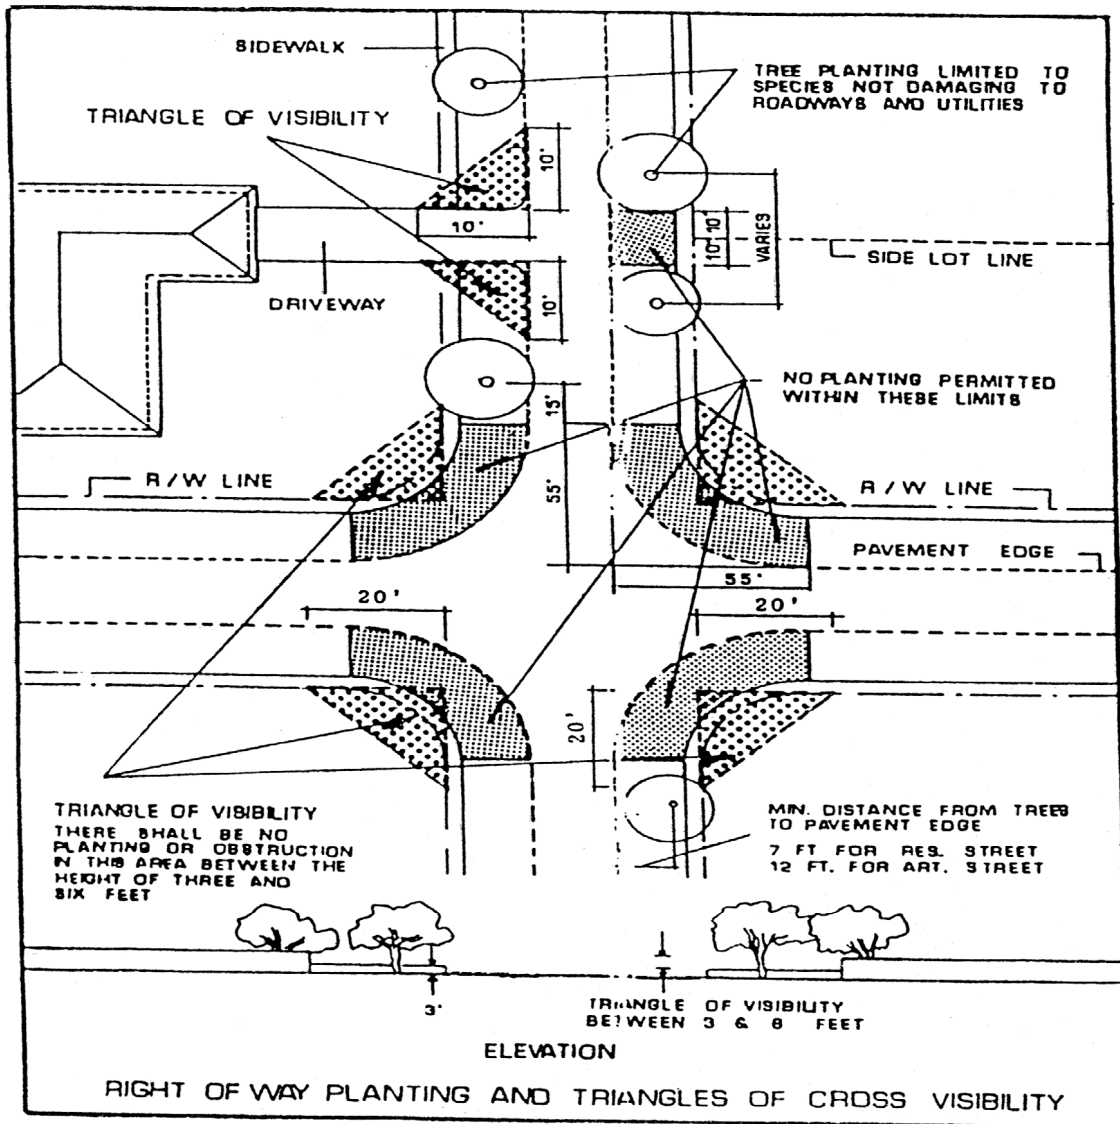 SIDEWALK
TREE PLANTING LIMITED TO
SPECIES NOT DAMAGING TO
ROADWAYS AND UTILITIES
TRIANGLE OF VISIBILITY
10'
10'
10'
10' 10'
VARIES
SIDE LOT LINE
DRIVEWAY
NO PLANTING PERMITTED
WITHIN THESE LIMITS
15'
55'
R/W LINE
R/W LINE
PAVEMENT EDGE
55'
20'
20'
20'
TRIANGLE OF VISIBILITY
THERE SHALL BE NO
PLANTING OR OBSTRUCTION
IN THIS AREA BETWEEN THE
HEIGHT OF THREE AND
SIX FEET
MIN. DISTANCE FROM TREES
TO PAVEMENT EDGE
7 FT FOR RES. STREET
12 FT. FOR ART. STREET
3'
TRIANGLE OF VISIBILITY
BETWEEN 3 & 6 FEET
ELEVATION
RIGHT OF WAY PLANTING AND TRIANGLES OF CROSS VISIBILITY